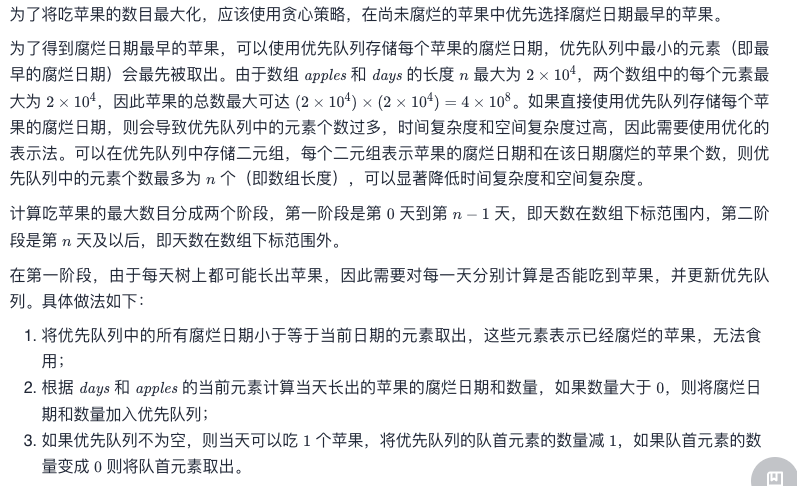 为了将吃苹果的数目最大化，应该使用贪心策略，在尚未腐烂的苹果中优先选择腐烂日期最早的苹果。
为了得到腐烂日期最早的苹果，可以使用优先队列存储每个苹果的腐烂日期，优先队列中最小的元素（即最
早的腐烂日期）会最先被取出。由于数组 apples 和 days 的长度 n 最大为 2 × 10⁴，两个数组中的每个元素最
大为 2 × 10⁴，因此苹果的总数最大可达 (2 × 10⁴) × (2 × 10⁴) = 4 × 10⁸。如果直接使用优先队列存储每个苹
果的腐烂日期，则会导致优先队列中的元素个数过多，时间复杂度和空间复杂度过高，因此需要使用优化的
表示法。可以在优先队列中存储二元组，每个二元组表示苹果的腐烂日期和在该日期腐烂的苹果个数，则优
先队列中的元素个数最多为 n 个（即数组长度），可以显著降低时间复杂度和空间复杂度。
计算吃苹果的最大数目分成两个阶段，第一阶段是第 0 天到第 n − 1 天，即天数在数组下标范围内，第二阶
段是第 n 天及以后，即天数在数组下标范围外。
在第一阶段，由于每天树上都可能长出苹果，因此需要对每一天分别计算是否能吃到苹果，并更新优先队
列。具体做法如下：
1. 将优先队列中的所有腐烂日期小于等于当前日期的元素取出，这些元素表示已经腐烂的苹果，无法食
用；
2. 根据 days 和 apples 的当前元素计算当天长出的苹果的腐烂日期和数量，如果数量大于 0，则将腐烂日
期和数量加入优先队列；
3. 如果优先队列不为空，则当天可以吃 1 个苹果，将优先队列的队首元素的数量减 1，如果队首元素的数
量变成 0 则将队首元素取出。